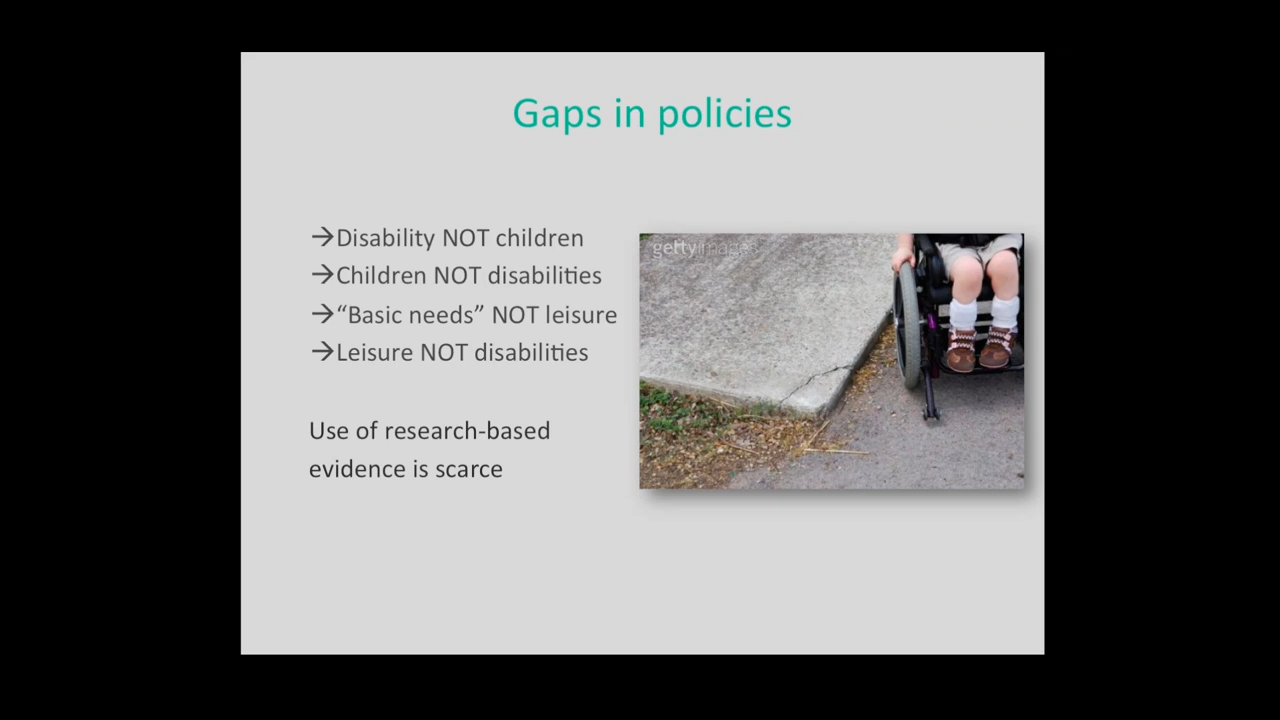 Gaps in policies
→Disability NOT children
→Children NOT disabilities
→“Basic needs” NOT leisure
→Leisure NOT disabilities
Use of research-based
evidence is scarce
gettyimages